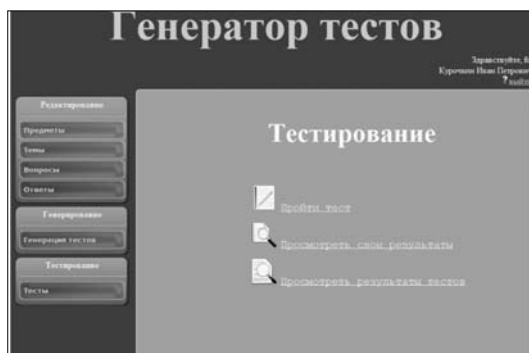 Генератор тестов
Здравствуйте,
Курочкин Иван Петрович
? выйти
Редактирование
Предметы
Темы
Вопросы
Ответы
Генерирование
Генерация тестов
Тестирование
Тесты
Тестирование
Пройти тест
Просмотреть свои результаты
Просмотреть результаты тестов